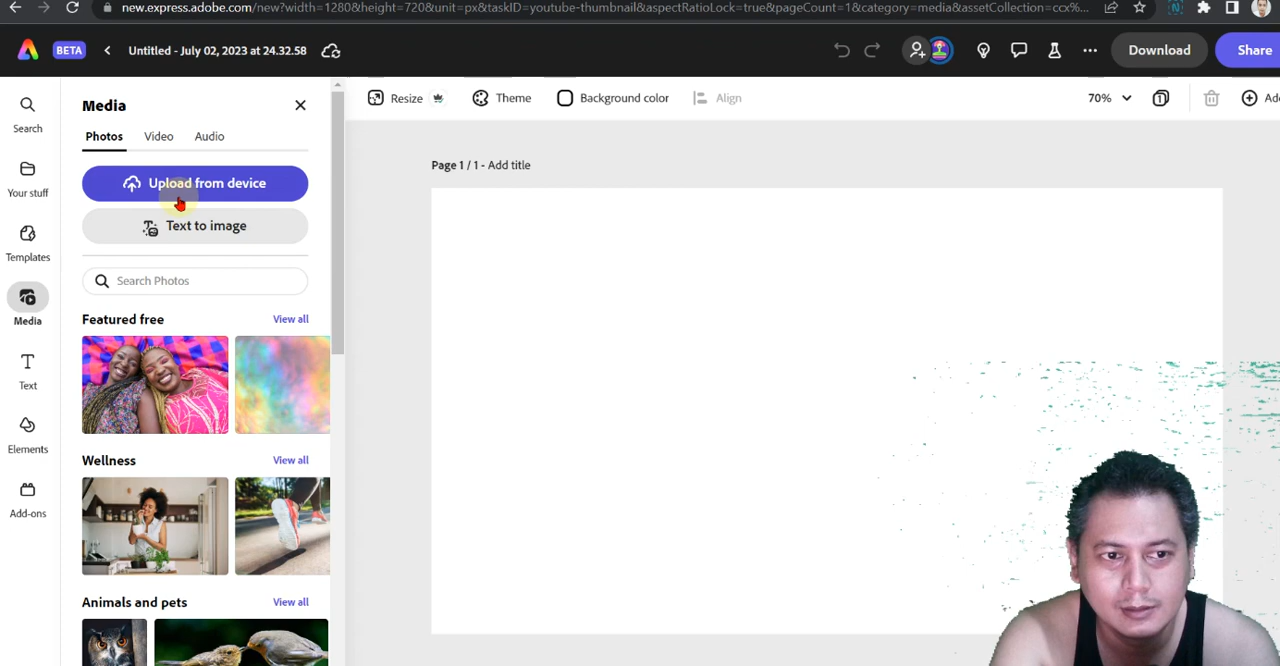 new.express.adobe.com/new?width=1280&height=720&unit=px&taskID=youtube-thumbnail&aspectRatioLock=true&pageCount=1&category=media&assetCollection=ccx%...
N
BETA
Untitled - July 02, 2023 at 24.32.58
Download
Share
Search
Your stuff
Templates
Media
Text
Elements
Add-ons
Media
Photos Video Audio
Upload from device
Text to image
Search Photos
Featured free View all
Wellness View all
Animals and pets View all
Resize Theme Background color Align 70% 1
Page 1 / 1 - Add title